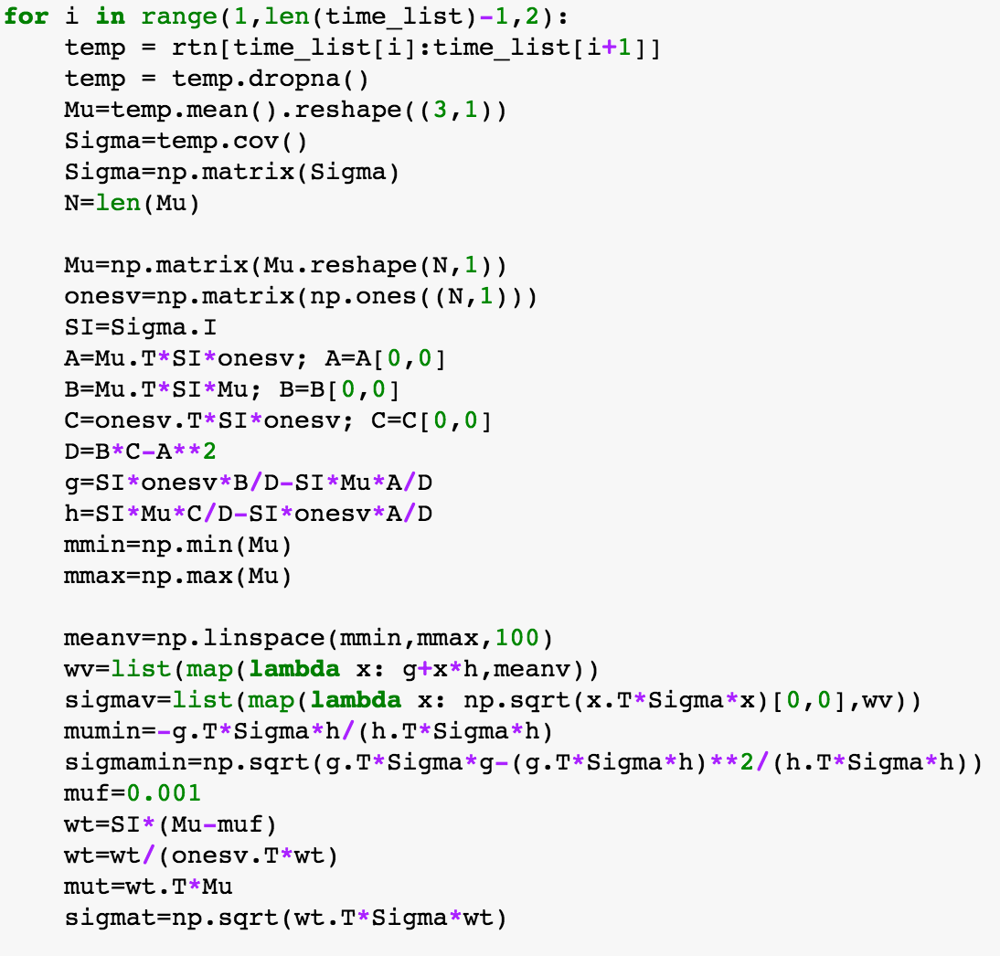 for i in range(1,len(time_list)-1,2):
    temp = rtn[time_list[i]:time_list[i+1]]
    temp = temp.dropna()
    Mu=temp.mean().reshape((3,1))
    Sigma=temp.cov()
    Sigma=np.matrix(Sigma)
    N=len(Mu)

    Mu=np.matrix(Mu.reshape(N,1))
    onesv=np.matrix(np.ones((N,1)))
    SI=Sigma.I
    A=Mu.T*SI*onesv; A=A[0,0]
    B=Mu.T*SI*Mu; B=B[0,0]
    C=onesv.T*SI*onesv; C=C[0,0]
    D=B*C-A**2
    g=SI*onesv*B/D-SI*Mu*A/D
    h=SI*Mu*C/D-SI*onesv*A/D
    mmin=np.min(Mu)
    mmax=np.max(Mu)

    meanv=np.linspace(mmin,mmax,100)
    wv=list(map(lambda x: g+x*h,meanv))
    sigmav=list(map(lambda x: np.sqrt(x.T*Sigma*x)[0,0],wv))
    mumin=-g.T*Sigma*h/(h.T*Sigma*h)
    sigmamin=np.sqrt(g.T*Sigma*g-(g.T*Sigma*h)**2/(h.T*Sigma*h))
    muf=0.001
    wt=SI*(Mu-muf)
    wt=wt/(onesv.T*wt)
    mut=wt.T*Mu
    sigmat=np.sqrt(wt.T*Sigma*wt)